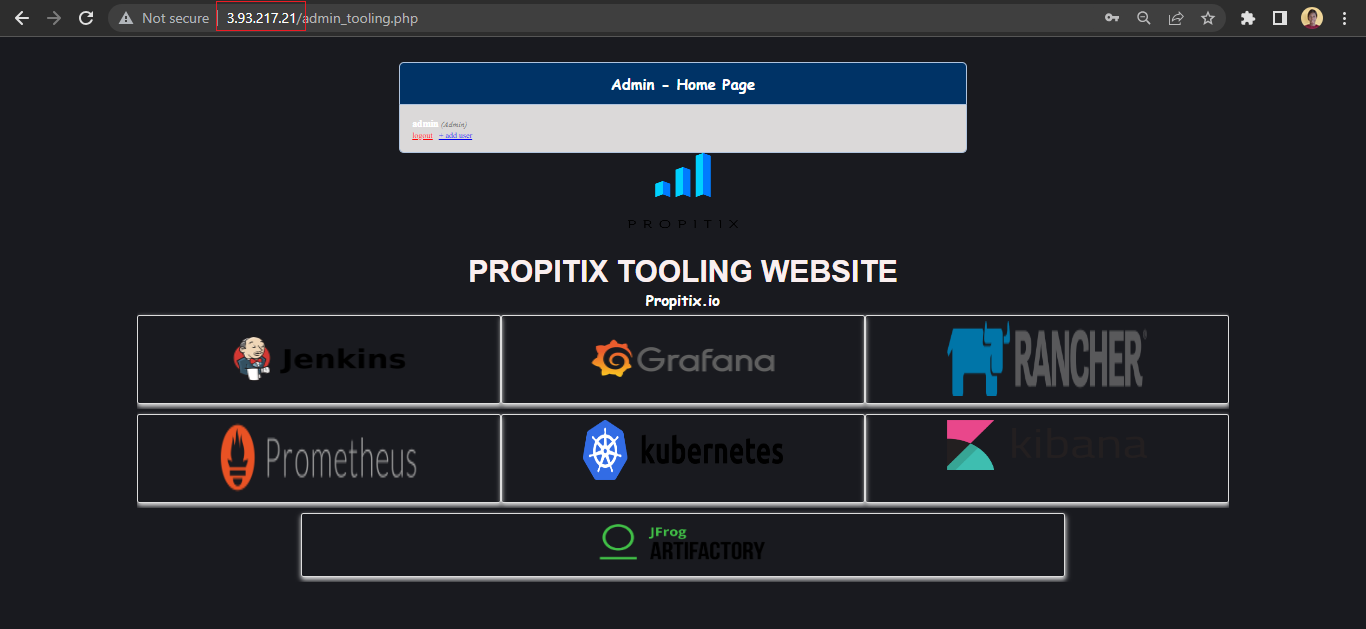 Not secure 3.93.217.21/admin_tooling.php
Admin - Home Page
admin (Admin)
logout + add user
PROPITIX
PROPITIX TOOLING WEBSITE
Propitix.io
Jenkins
Grafana
RANCHER®
Prometheus
kubernetes
kibana
JFrog
ARTIFACTORY